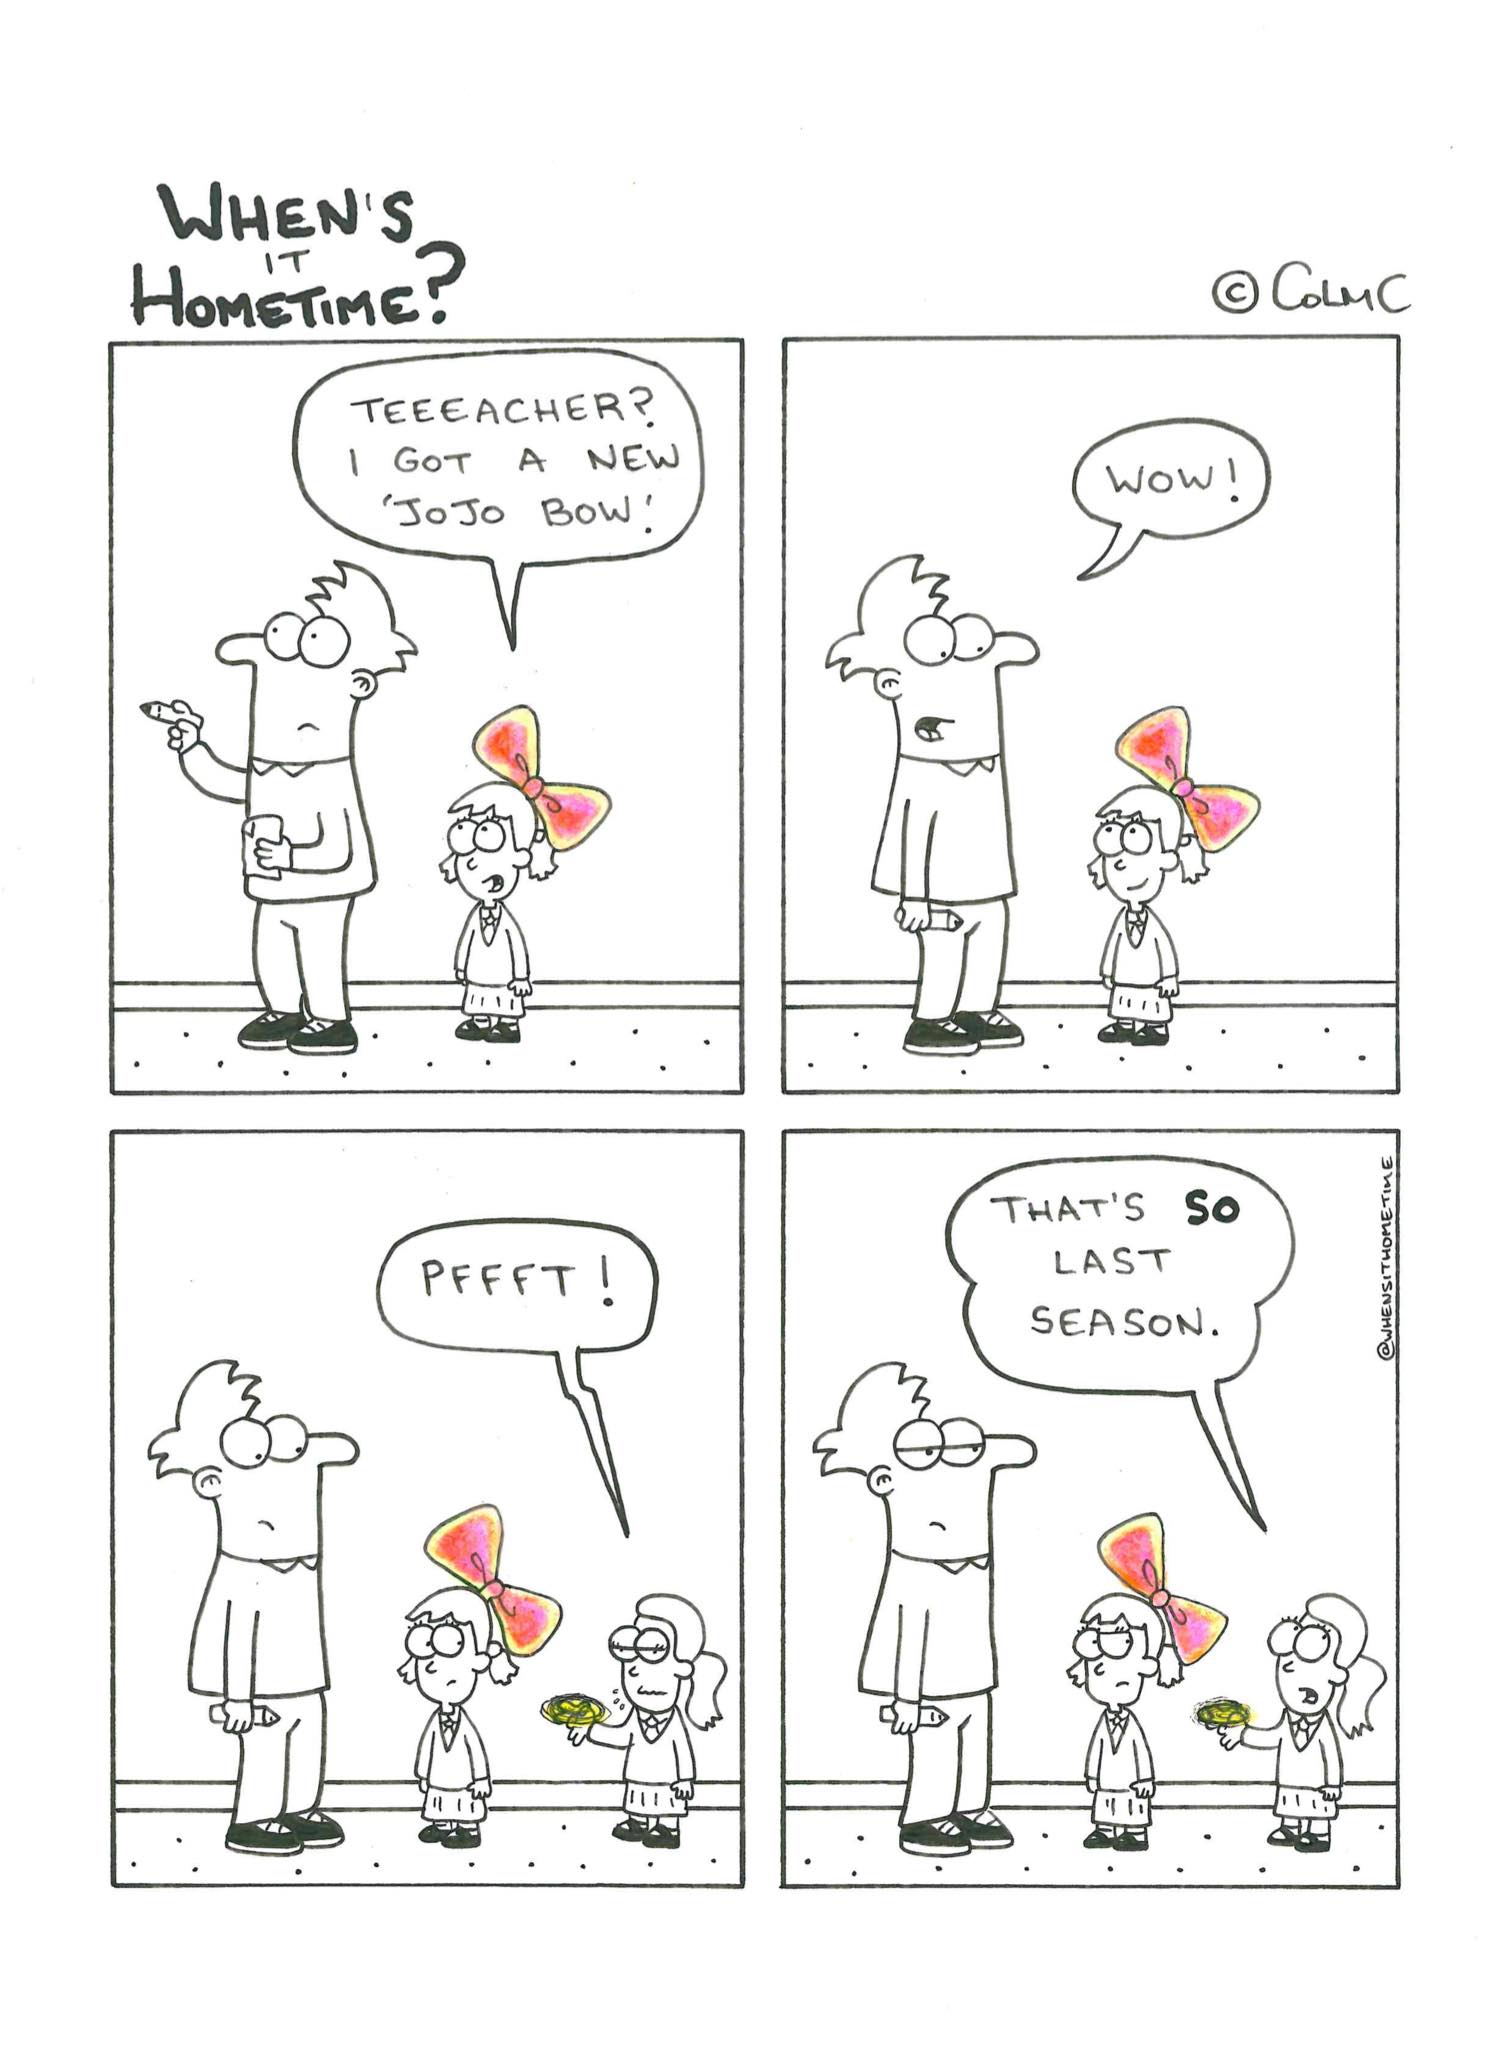 WHEN'S
IT
HOMETIME?
© COLMC
TEEEACHER?
I GOT A NEW
'JOJO BOW!
WOW!
PFFFT!
THAT'S SO
LAST
SEASON.
@WHENSITHOMETIME